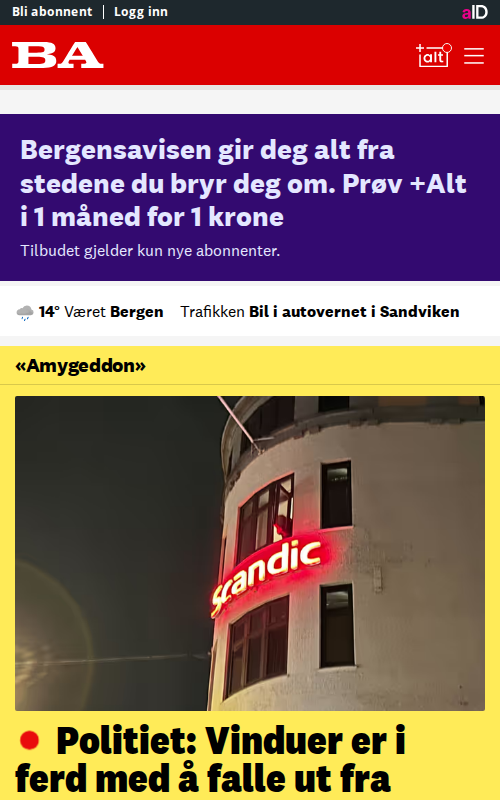 Bli abonnent | Logg inn
aID
BA
+alt
Bergensavisen gir deg alt fra
stedene du bryr deg om. Prøv +Alt
i 1 måned for 1 krone
Tilbudet gjelder kun nye abonnenter.
14° Været Bergen Trafikken Bil i autovernet i Sandviken
«Amygeddon»
Scandic
Politiet: Vinduer er i
ferd med å falle ut fra